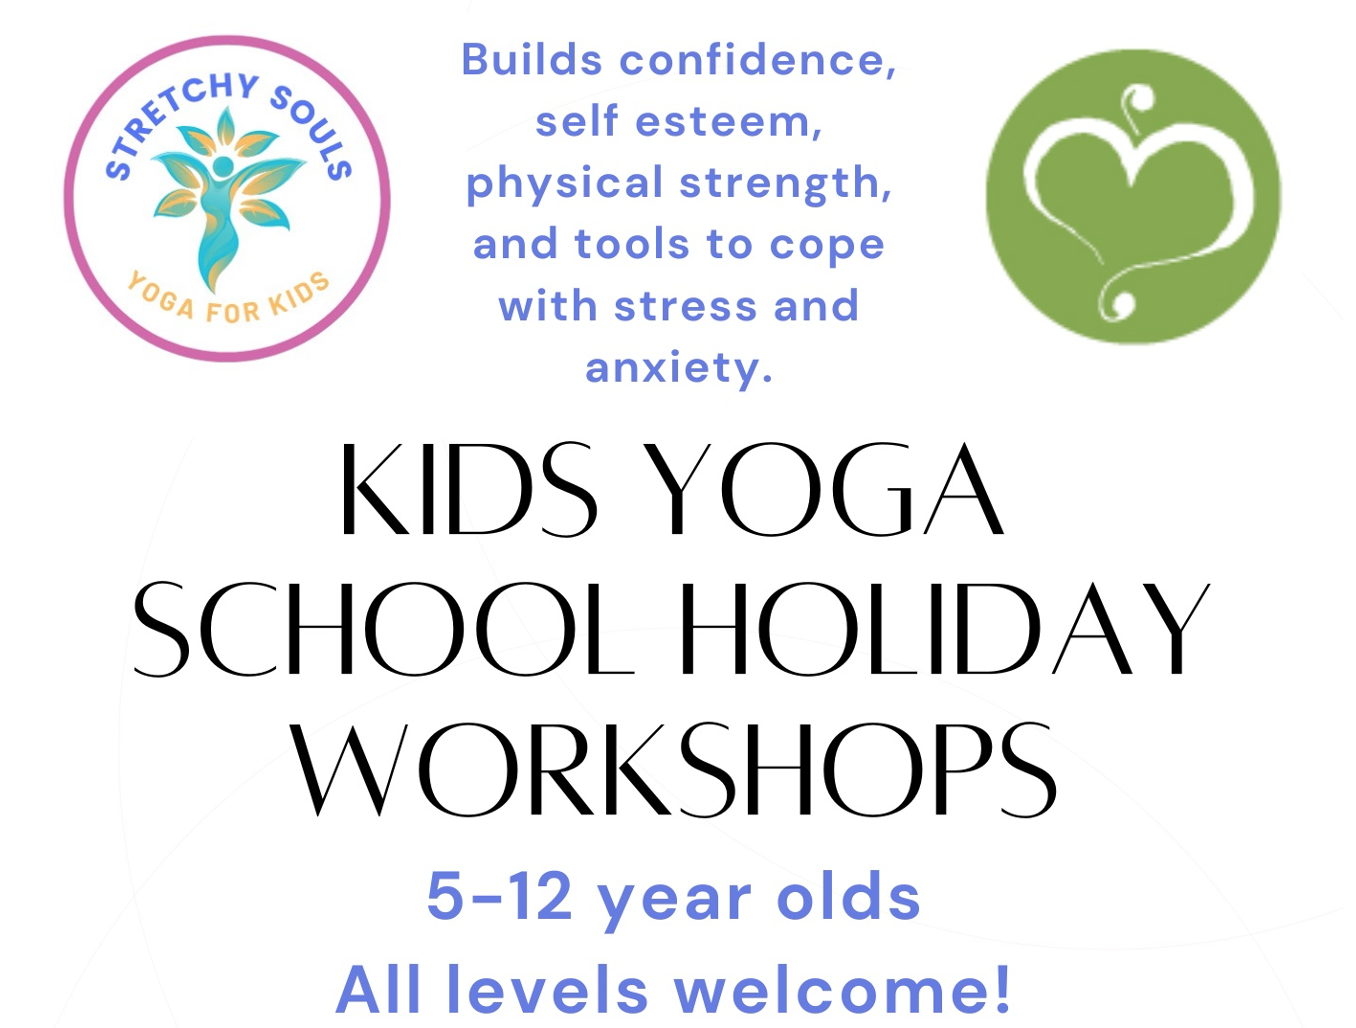 STRETCHY SOULS
YOGA FOR KIDS
Builds confidence,
self esteem,
physical strength,
and tools to cope
with stress and
anxiety.
KIDS YOGA
SCHOOL HOLIDAY
WORKSHOPS
5-12 year olds
All levels welcome!